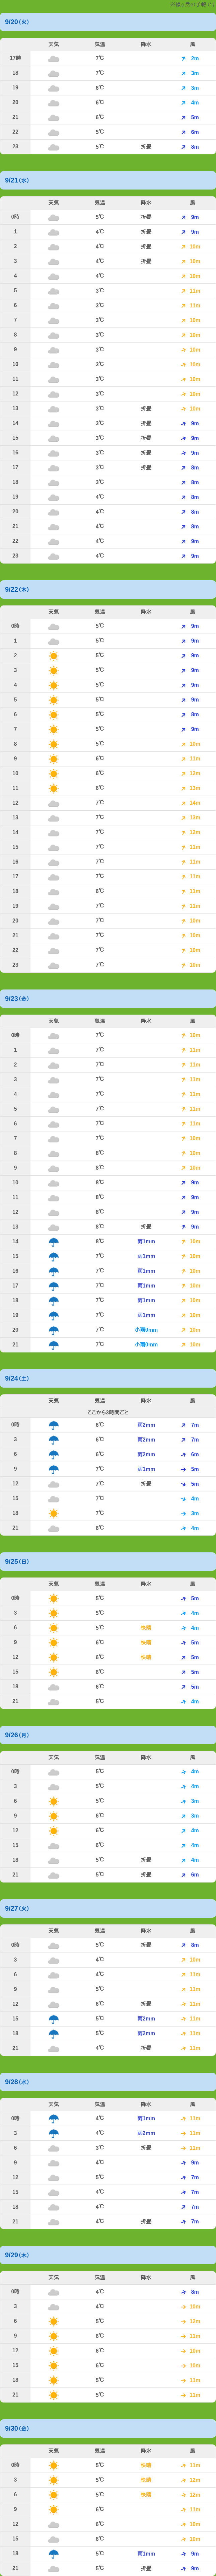 9/20(火)
天気 気温 降水 風
17時 7℃ 2m
18 7℃ 3m
19 6℃ 3m
20 6℃ 4m
21 6℃ 5m
22 5℃ 6m
23 5℃ 折畳 8m
9/21(水)
天気 気温 降水 風
0時 5℃ 折畳 9m
1 4℃ 折畳 9m
2 4℃ 折畳 10m
3 4℃ 折畳 10m
4 4℃ 10m
5 3℃ 11m
6 3℃ 11m
7 3℃ 10m
8 3℃ 10m
9 3℃ 10m
10 3℃ 10m
11 3℃ 10m
12 3℃ 10m
13 3℃ 折畳 10m
14 3℃ 折畳 9m
15 3℃ 折畳 9m
16 3℃ 折畳 9m
17 3℃ 折畳 8m
18 3℃ 8m
19 4℃ 8m
20 4℃ 8m
21 4℃ 8m
22 4℃ 9m
23 4℃ 9m
9/22(木)
天気 気温 降水 風
0時 5℃ 9m
1 5℃ 9m
2 5℃ 9m
3 5℃ 9m
4 5℃ 9m
5 5℃ 9m
6 5℃ 8m
7 5℃ 9m
8 5℃ 10m
9 6℃ 11m
10 6℃ 12m
11 6℃ 13m
12 7℃ 14m
13 7℃ 13m
14 7℃ 12m
15 7℃ 11m
16 7℃ 11m
17 7℃ 11m
18 6℃ 11m
19 7℃ 11m
20 7℃ 10m
21 7℃ 10m
22 7℃ 10m
23 7℃ 10m
9/23(金)
天気 気温 降水 風
0時 7℃ 10m
1 7℃ 11m
2 7℃ 11m
3 7℃ 11m
4 7℃ 11m
5 7℃ 11m
6 7℃ 11m
7 7℃ 10m
8 8℃ 10m
9 8℃ 10m
10 8℃ 9m
11 8℃ 9m
12 8℃ 9m
13 8℃ 折畳 9m
14 8℃ 雨1mm 10m
15 7℃ 雨1mm 10m
16 7℃ 雨1mm 10m
17 7℃ 雨1mm 10m
18 7℃ 雨1mm 10m
19 7℃ 雨1mm 10m
20 7℃ 小雨0mm 10m
21 7℃ 小雨0mm 10m
9/24(土)
天気 気温 降水 風
ここから3時間ごと
0時 6℃ 雨2mm 7m
3 6℃ 雨2mm 7m
6 6℃ 雨2mm 6m
9 7℃ 雨1mm 5m
12 7℃ 折畳 5m
15 7℃ 4m
18 7℃ 3m
21 6℃ 4m
9/25(日)
天気 気温 降水 風
0時 5℃ 5m
3 5℃ 4m
6 5℃ 快晴 4m
9 6℃ 快晴 5m
12 6℃ 快晴 5m
15 6℃ 5m
18 6℃ 5m
21 5℃ 4m
9/26(月)
天気 気温 降水 風
0時 5℃ 4m
3 5℃ 4m
6 5℃ 3m
9 6℃ 3m
12 6℃ 4m
15 6℃ 4m
18 5℃ 折畳 4m
21 5℃ 折畳 6m
9/27(火)
天気 気温 降水 風
0時 5℃ 折畳 8m
3 4℃ 10m
6 4℃ 11m
9 5℃ 11m
12 6℃ 折畳 11m
15 5℃ 雨2mm 11m
18 5℃ 雨2mm 11m
21 4℃ 折畳 11m
9/28(水)
天気 気温 降水 風
0時 4℃ 雨1mm 11m
3 4℃ 雨2mm 11m
6 3℃ 折畳 11m
9 4℃ 9m
12 5℃ 7m
15 4℃ 7m
18 4℃ 7m
21 4℃ 折畳 7m
9/29(木)
天気 気温 降水 風
0時 4℃ 8m
3 4℃ 10m
6 5℃ 12m
9 6℃ 11m
12 6℃ 10m
15 6℃ 10m
18 5℃ 11m
21 5℃ 11m
9/30(金)
天気 気温 降水 風
0時 5℃ 快晴 11m
3 5℃ 快晴 12m
6 5℃ 快晴 12m
9 6℃ 11m
12 6℃ 10m
15 6℃ 10m
18 5℃ 雨1mm 9m
21 5℃ 折畳 9m